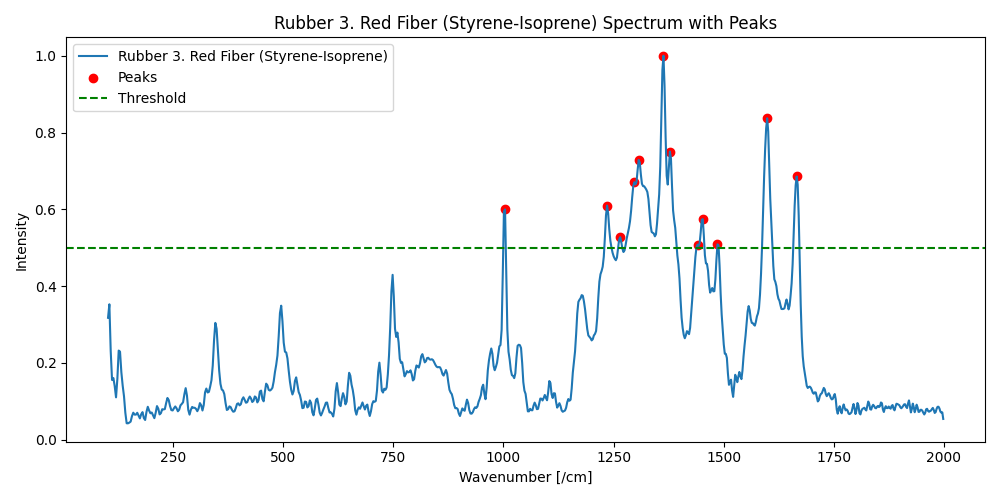 Rubber 3. Red Fiber (Styrene-Isoprene) Spectrum with Peaks
Rubber 3. Red Fiber (Styrene-Isoprene)
Peaks
Threshold
Intensity
1.0
0.8
0.6
0.4
0.2
0.0
250 500 750 1000 1250 1500 1750 2000
Wavenumber [/cm]